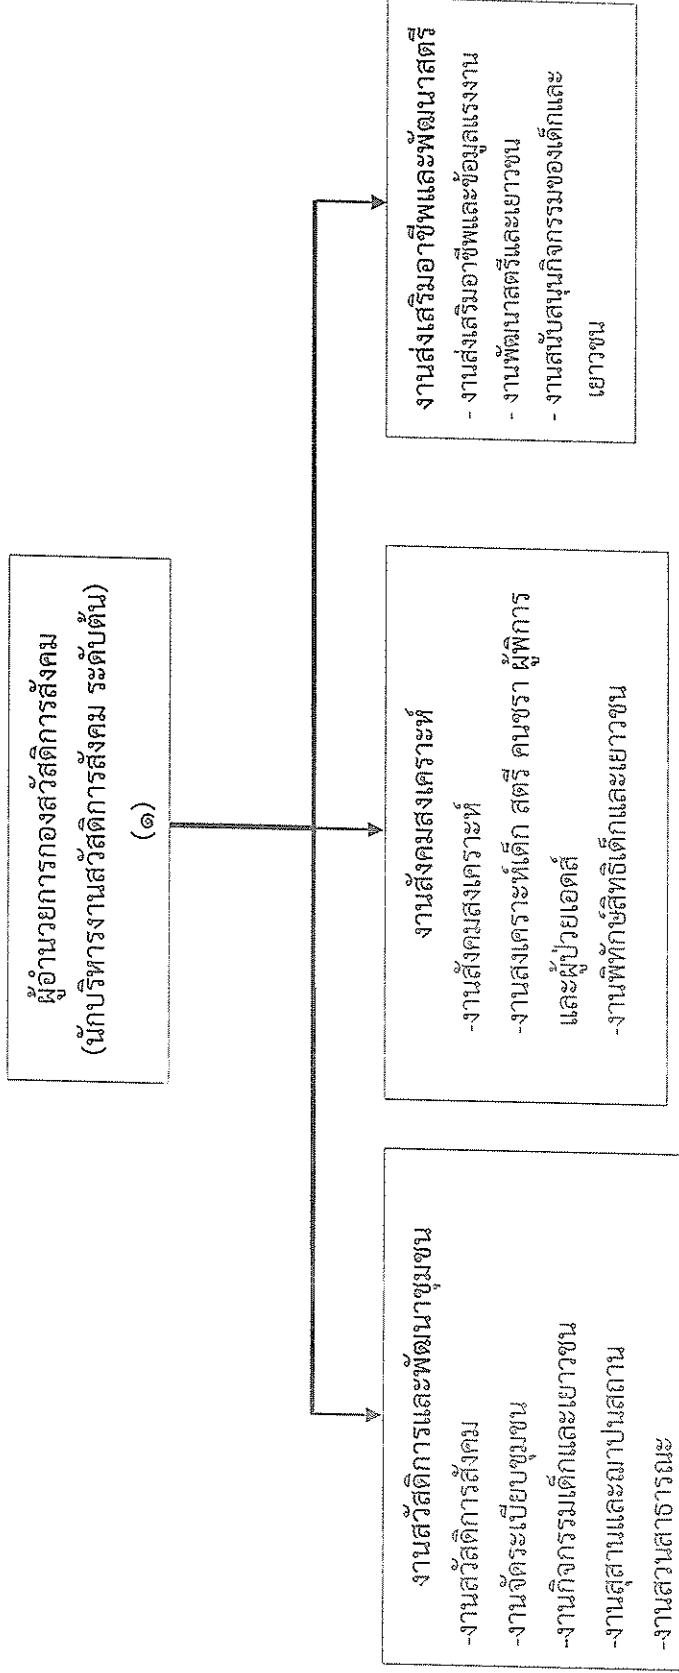 ผู้อำนวยการกองสวัสดิการสังคม
(นักบริหารงานสวัสดิการสังคม ระดับต้น)
(๑)
งานสวัสดิการและพัฒนาชุมชน
-งานสวัสดิการสังคม
-งานจัดระเบียบชุมชน
-งานกิจกรรมเด็กและเยาวชน
-งานสุสานและฌาปนสถาน
-งานสวนสาธารณะ
งานสังคมสงเคราะห์
-งานสังคมสงเคราะห์
-งานสงเคราะห์เด็ก สตรี คนชรา ผู้พิการ
และผู้ป่วยเอดส์
-งานพิทักษ์สิทธิเด็กและเยาวชน
งานส่งเสริมอาชีพและพัฒนาสตรี
- งานส่งเสริมอาชีพและข้อมูลแรงงาน
- งานพัฒนาสตรีและเยาวชน
- งานสนับสนุนกิจกรรมของเด็กและ
เยาวชน